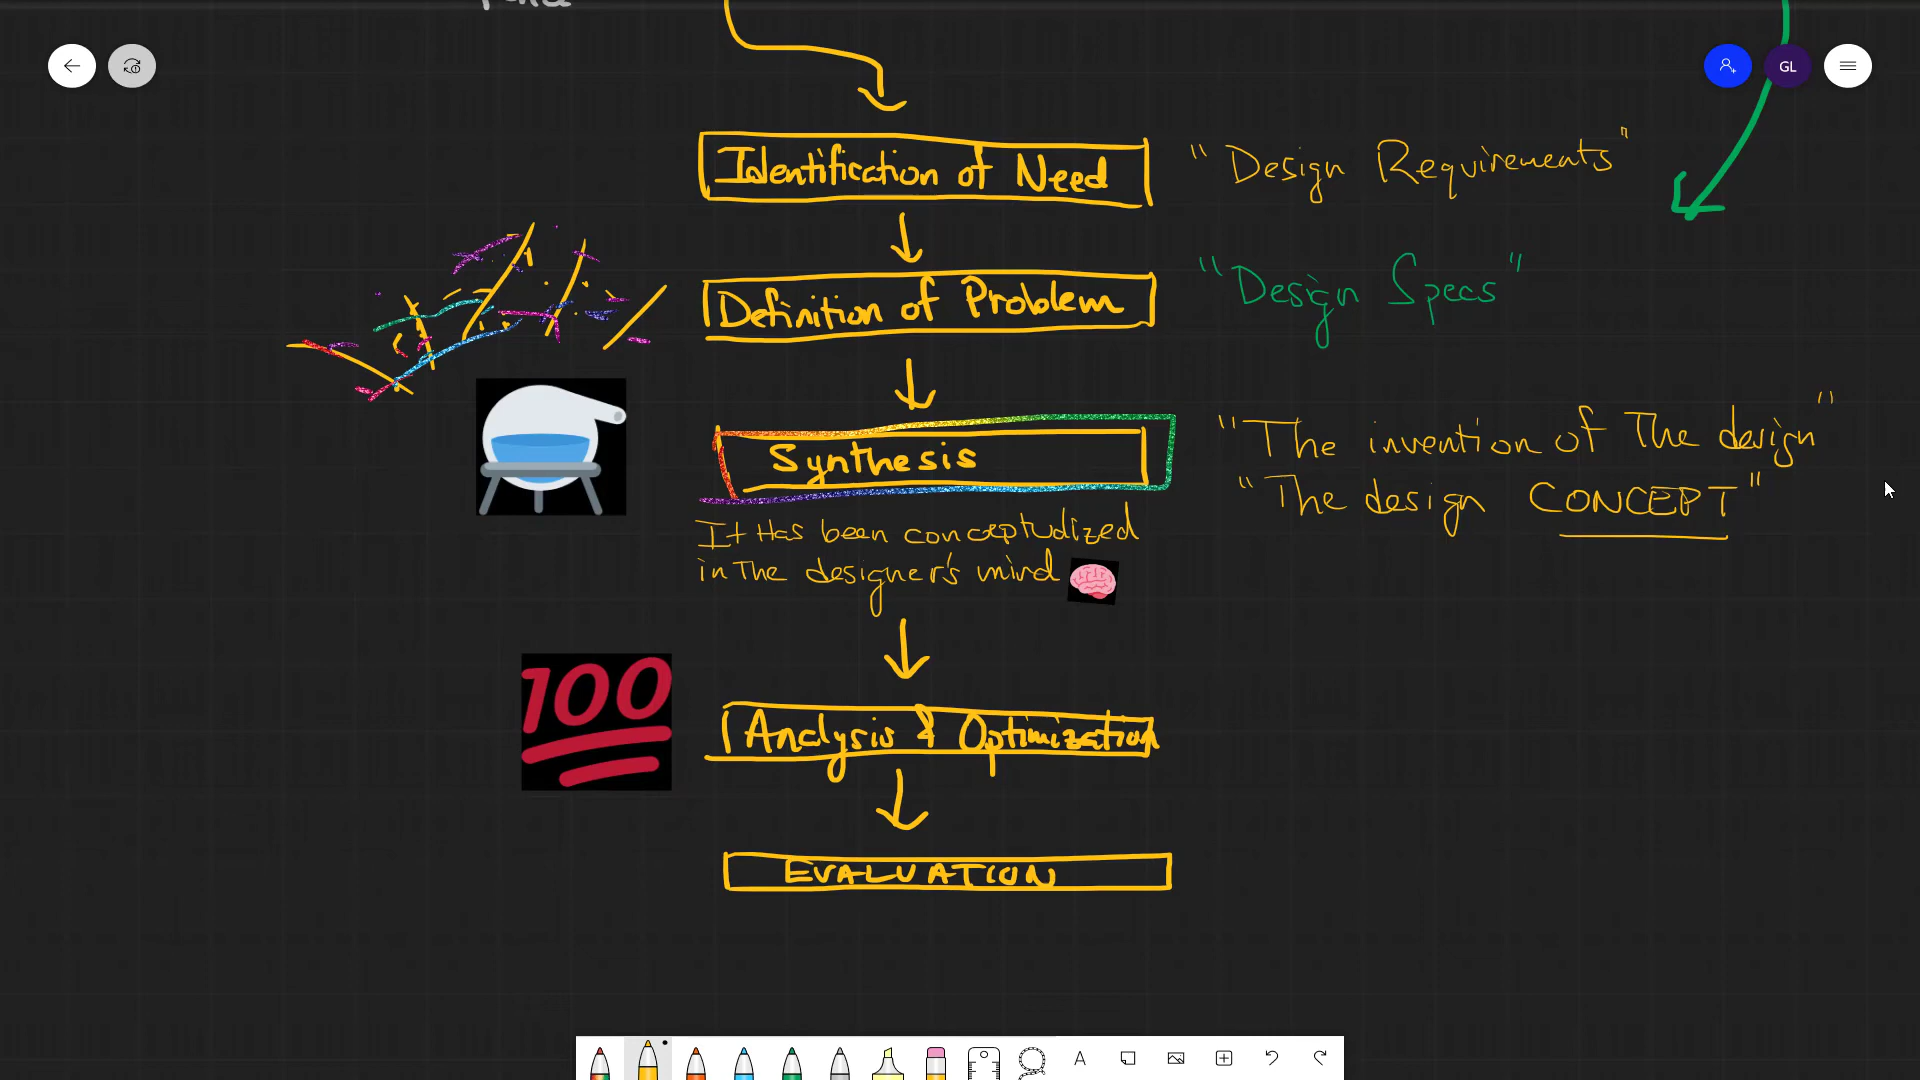 GL
Identification of Need
"Design Requirements"
Definition of Problem
"Design Specs"
Synthesis
"The invention of The design"
"The design CONCEPT"
It Has been conceptudized
in The designer's mind
100
Analysis & Optimization
EVALUATION
A